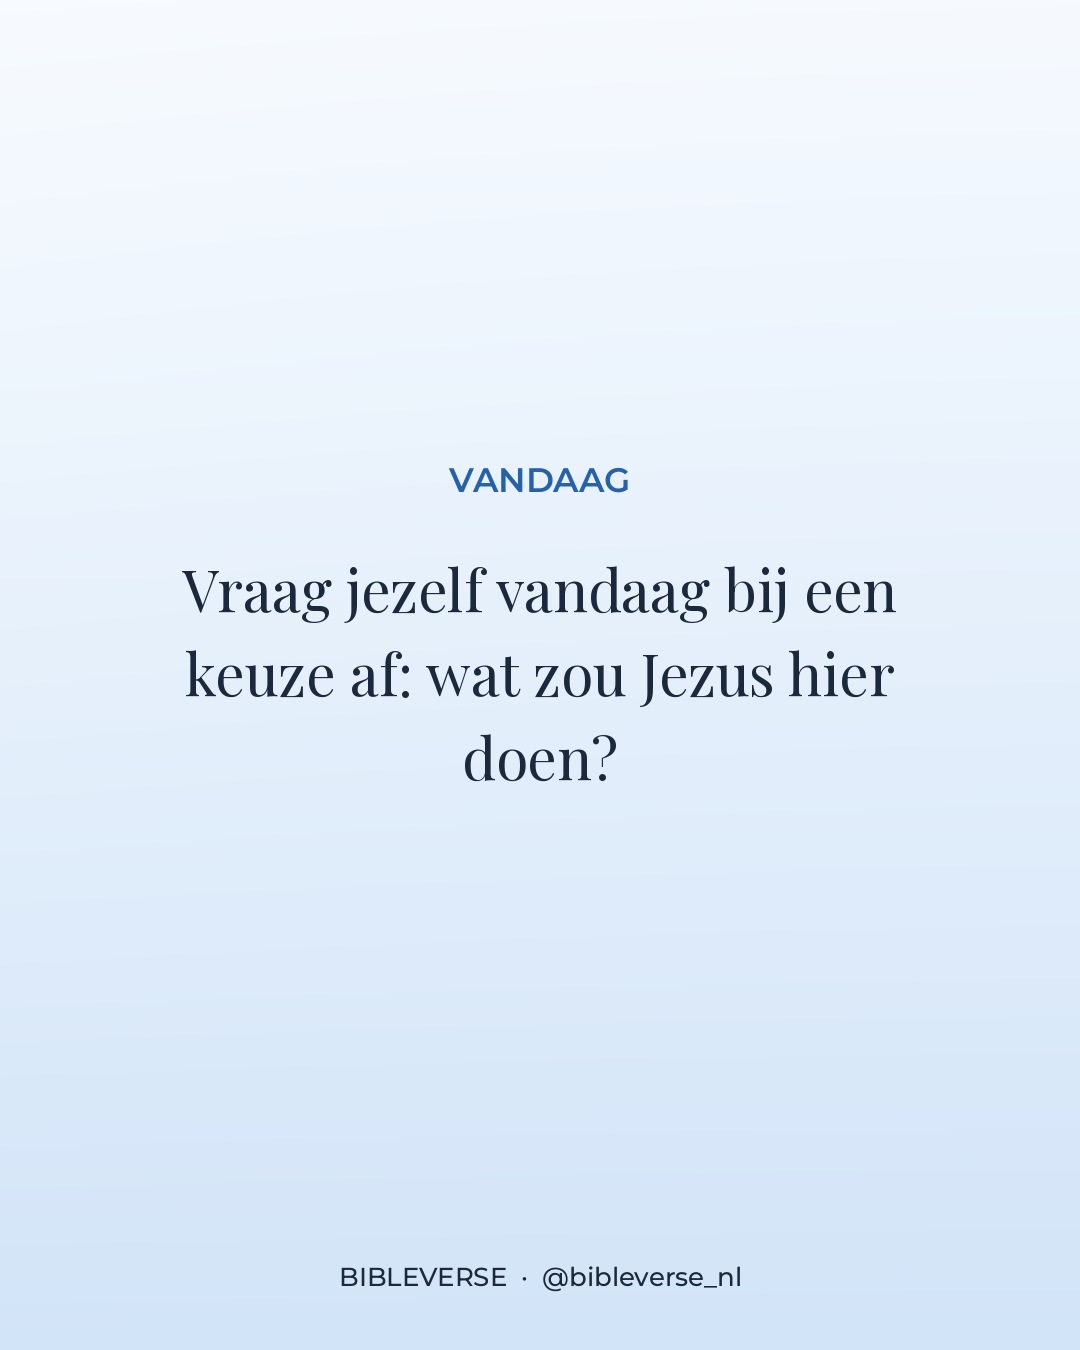 VANDAAG
Vraag jezelf vandaag bij een
keuze af: wat zou Jezus hier
doen?
BIBLEVERSE · @bibleverse_nl